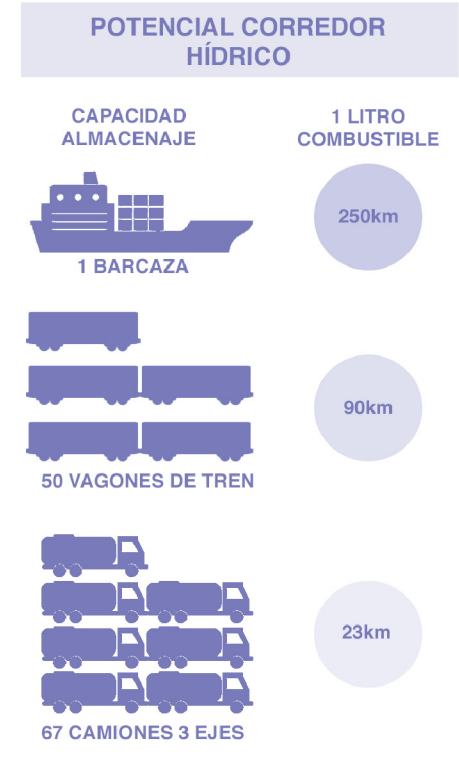 POTENCIAL CORREDOR
HÍDRICO
CAPACIDAD
ALMACENAJE
1 LITRO
COMBUSTIBLE
250km
1 BARCAZA
90km
50 VAGONES DE TREN
23km
67 CAMIONES 3 EJES